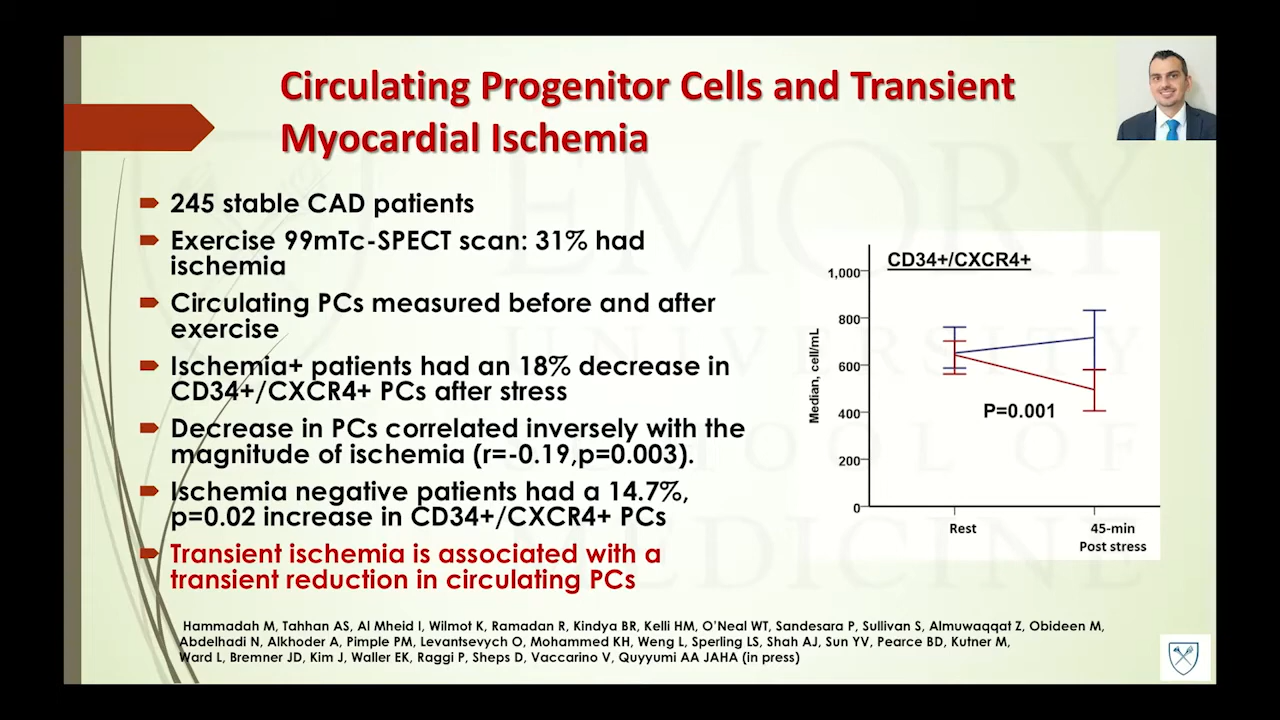 Circulating Progenitor Cells and Transient
Myocardial Ischemia
245 stable CAD patients
Exercise 99mTc-SPECT scan: 31% had
ischemia
Circulating PCs measured before and after
exercise
Ischemia+ patients had an 18% decrease in
CD34+/CXCR4+ PCs after stress
Decrease in PCs correlated inversely with the
magnitude of ischemia (r=-0.19,p=0.003).
Ischemia negative patients had a 14.7%,
p=0.02 increase in CD34+/CXCR4+ PCs
Transient ischemia is associated with a
transient reduction in circulating PCs
CD34+/CXCR4+
Median, cell/mL
1,000
800
600
400
200
0
P=0.001
Rest
45-min
Post stress
Hammadah M, Tahhan AS, Al Mheid I, Wilmot K, Ramadan R, Kindya BR, Kelli HM, O'Neal WT, Sandesara P, Sullivan S, Almuwaqqat Z, Obideen M,
Abdelhadi N, Alkhoder A, Pimple PM, Levantsevych O, Mohammed KH, Weng L, Sperling LS, Shah AJ, Sun YV, Pearce BD, Kutner M,
Ward L, Bremner JD, Kim J, Waller EK, Raggi P, Sheps D, Vaccarino V, Quyyumi AA JAHA (in press)
EMORY
UNIVERSITY
SCHOOL OF
MEDICINE